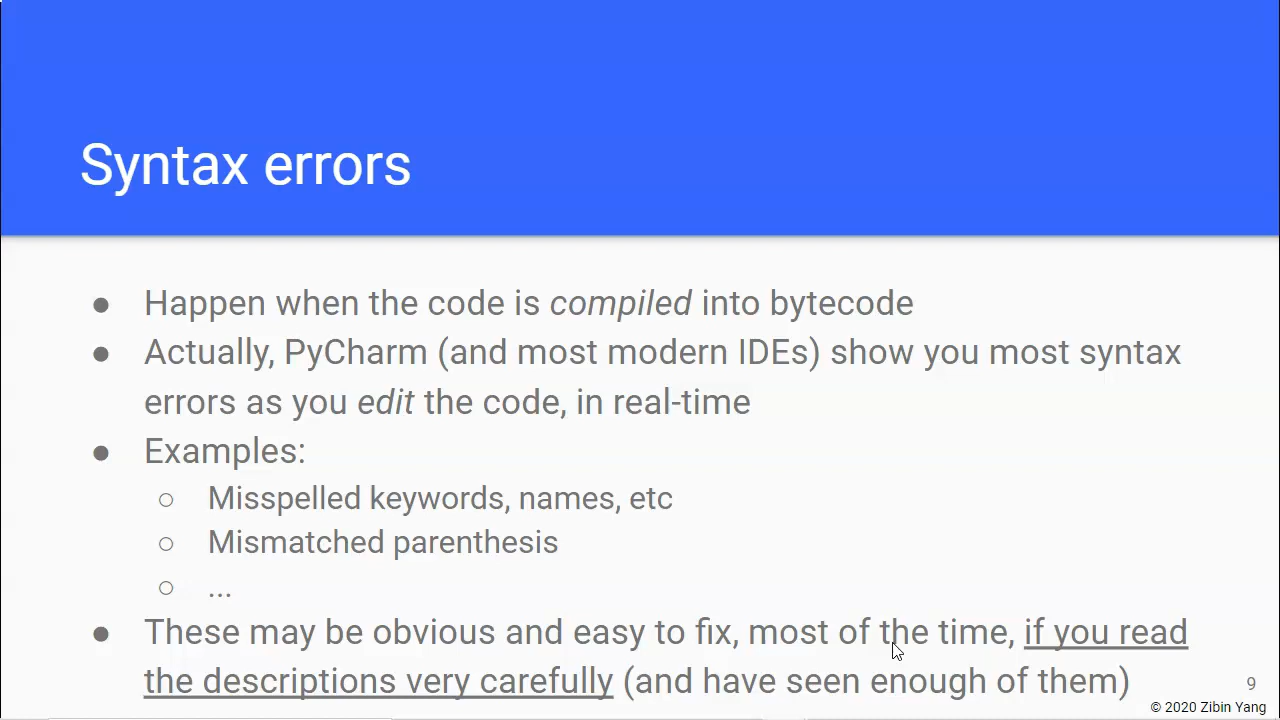 Syntax errors
● Happen when the code is compiled into bytecode
● Actually, PyCharm (and most modern IDEs) show you most syntax
errors as you edit the code, in real-time
● Examples:
○ Misspelled keywords, names, etc
○ Mismatched parenthesis
○ ...
● These may be obvious and easy to fix, most of the time, if you read
the descriptions very carefully (and have seen enough of them)
9
© 2020 Zibin Yang